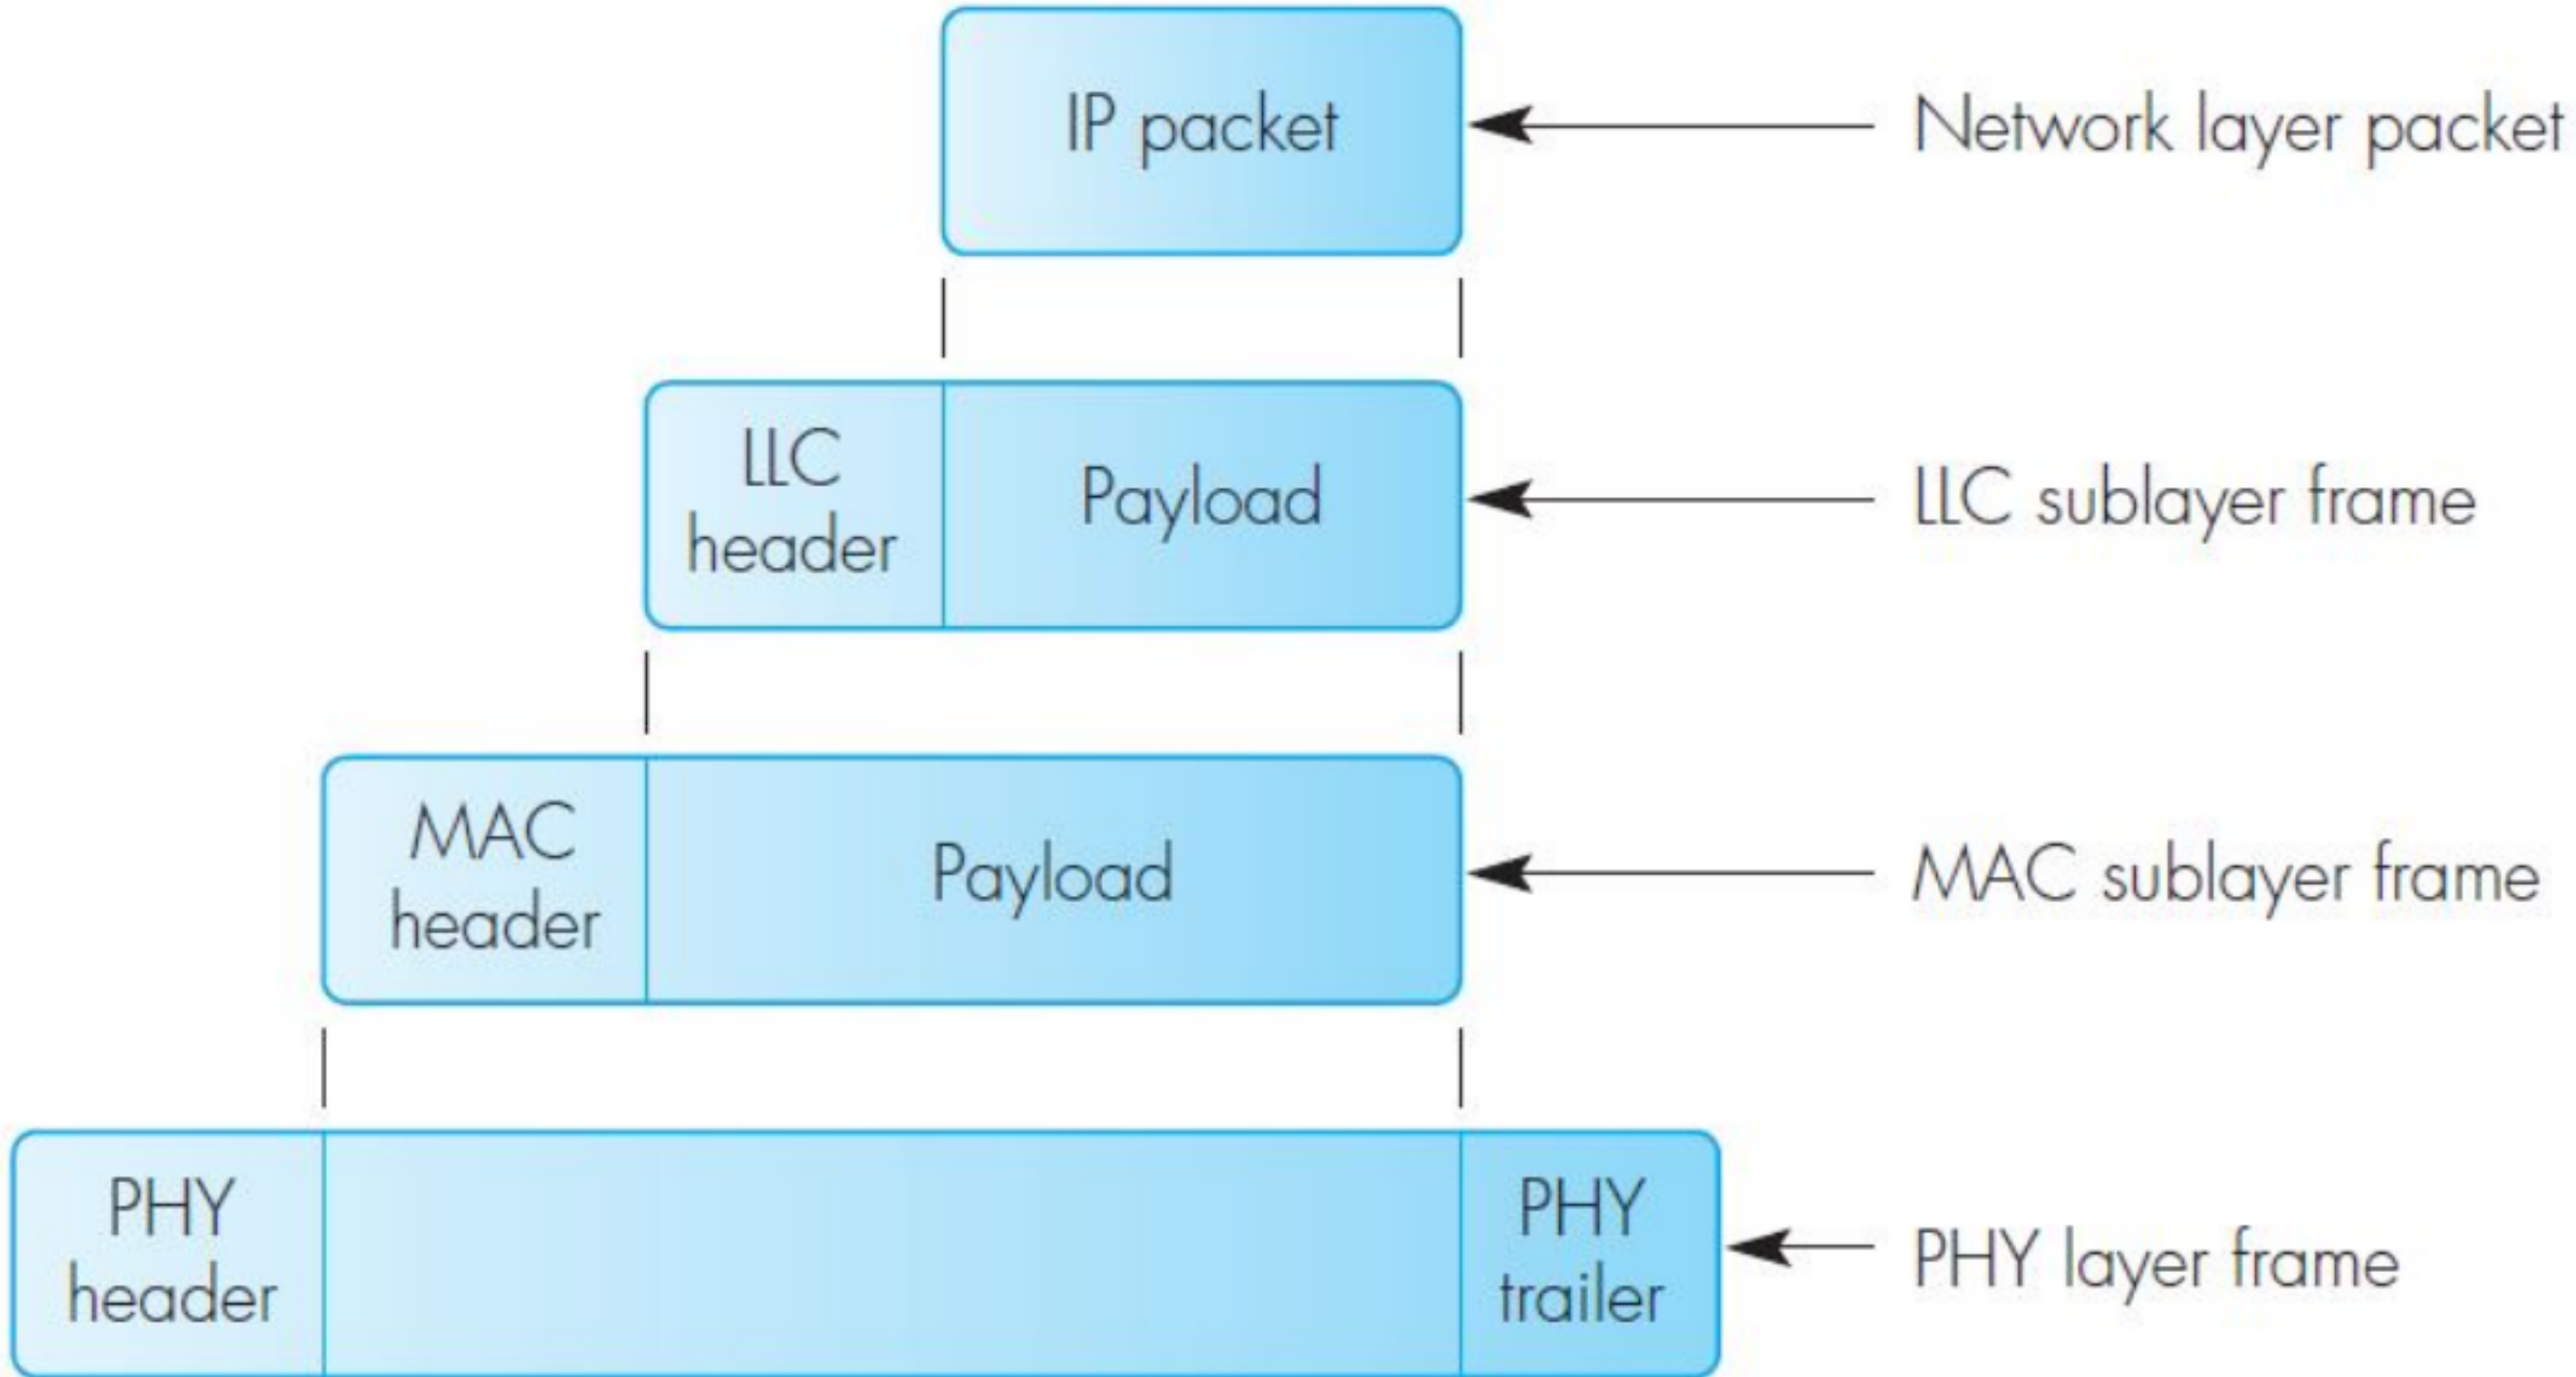 IP packet
Network layer packet
LLC
header
Payload
LLC sublayer frame
MAC
header
Payload
MAC sublayer frame
PHY
header
PHY
trailer
PHY layer frame